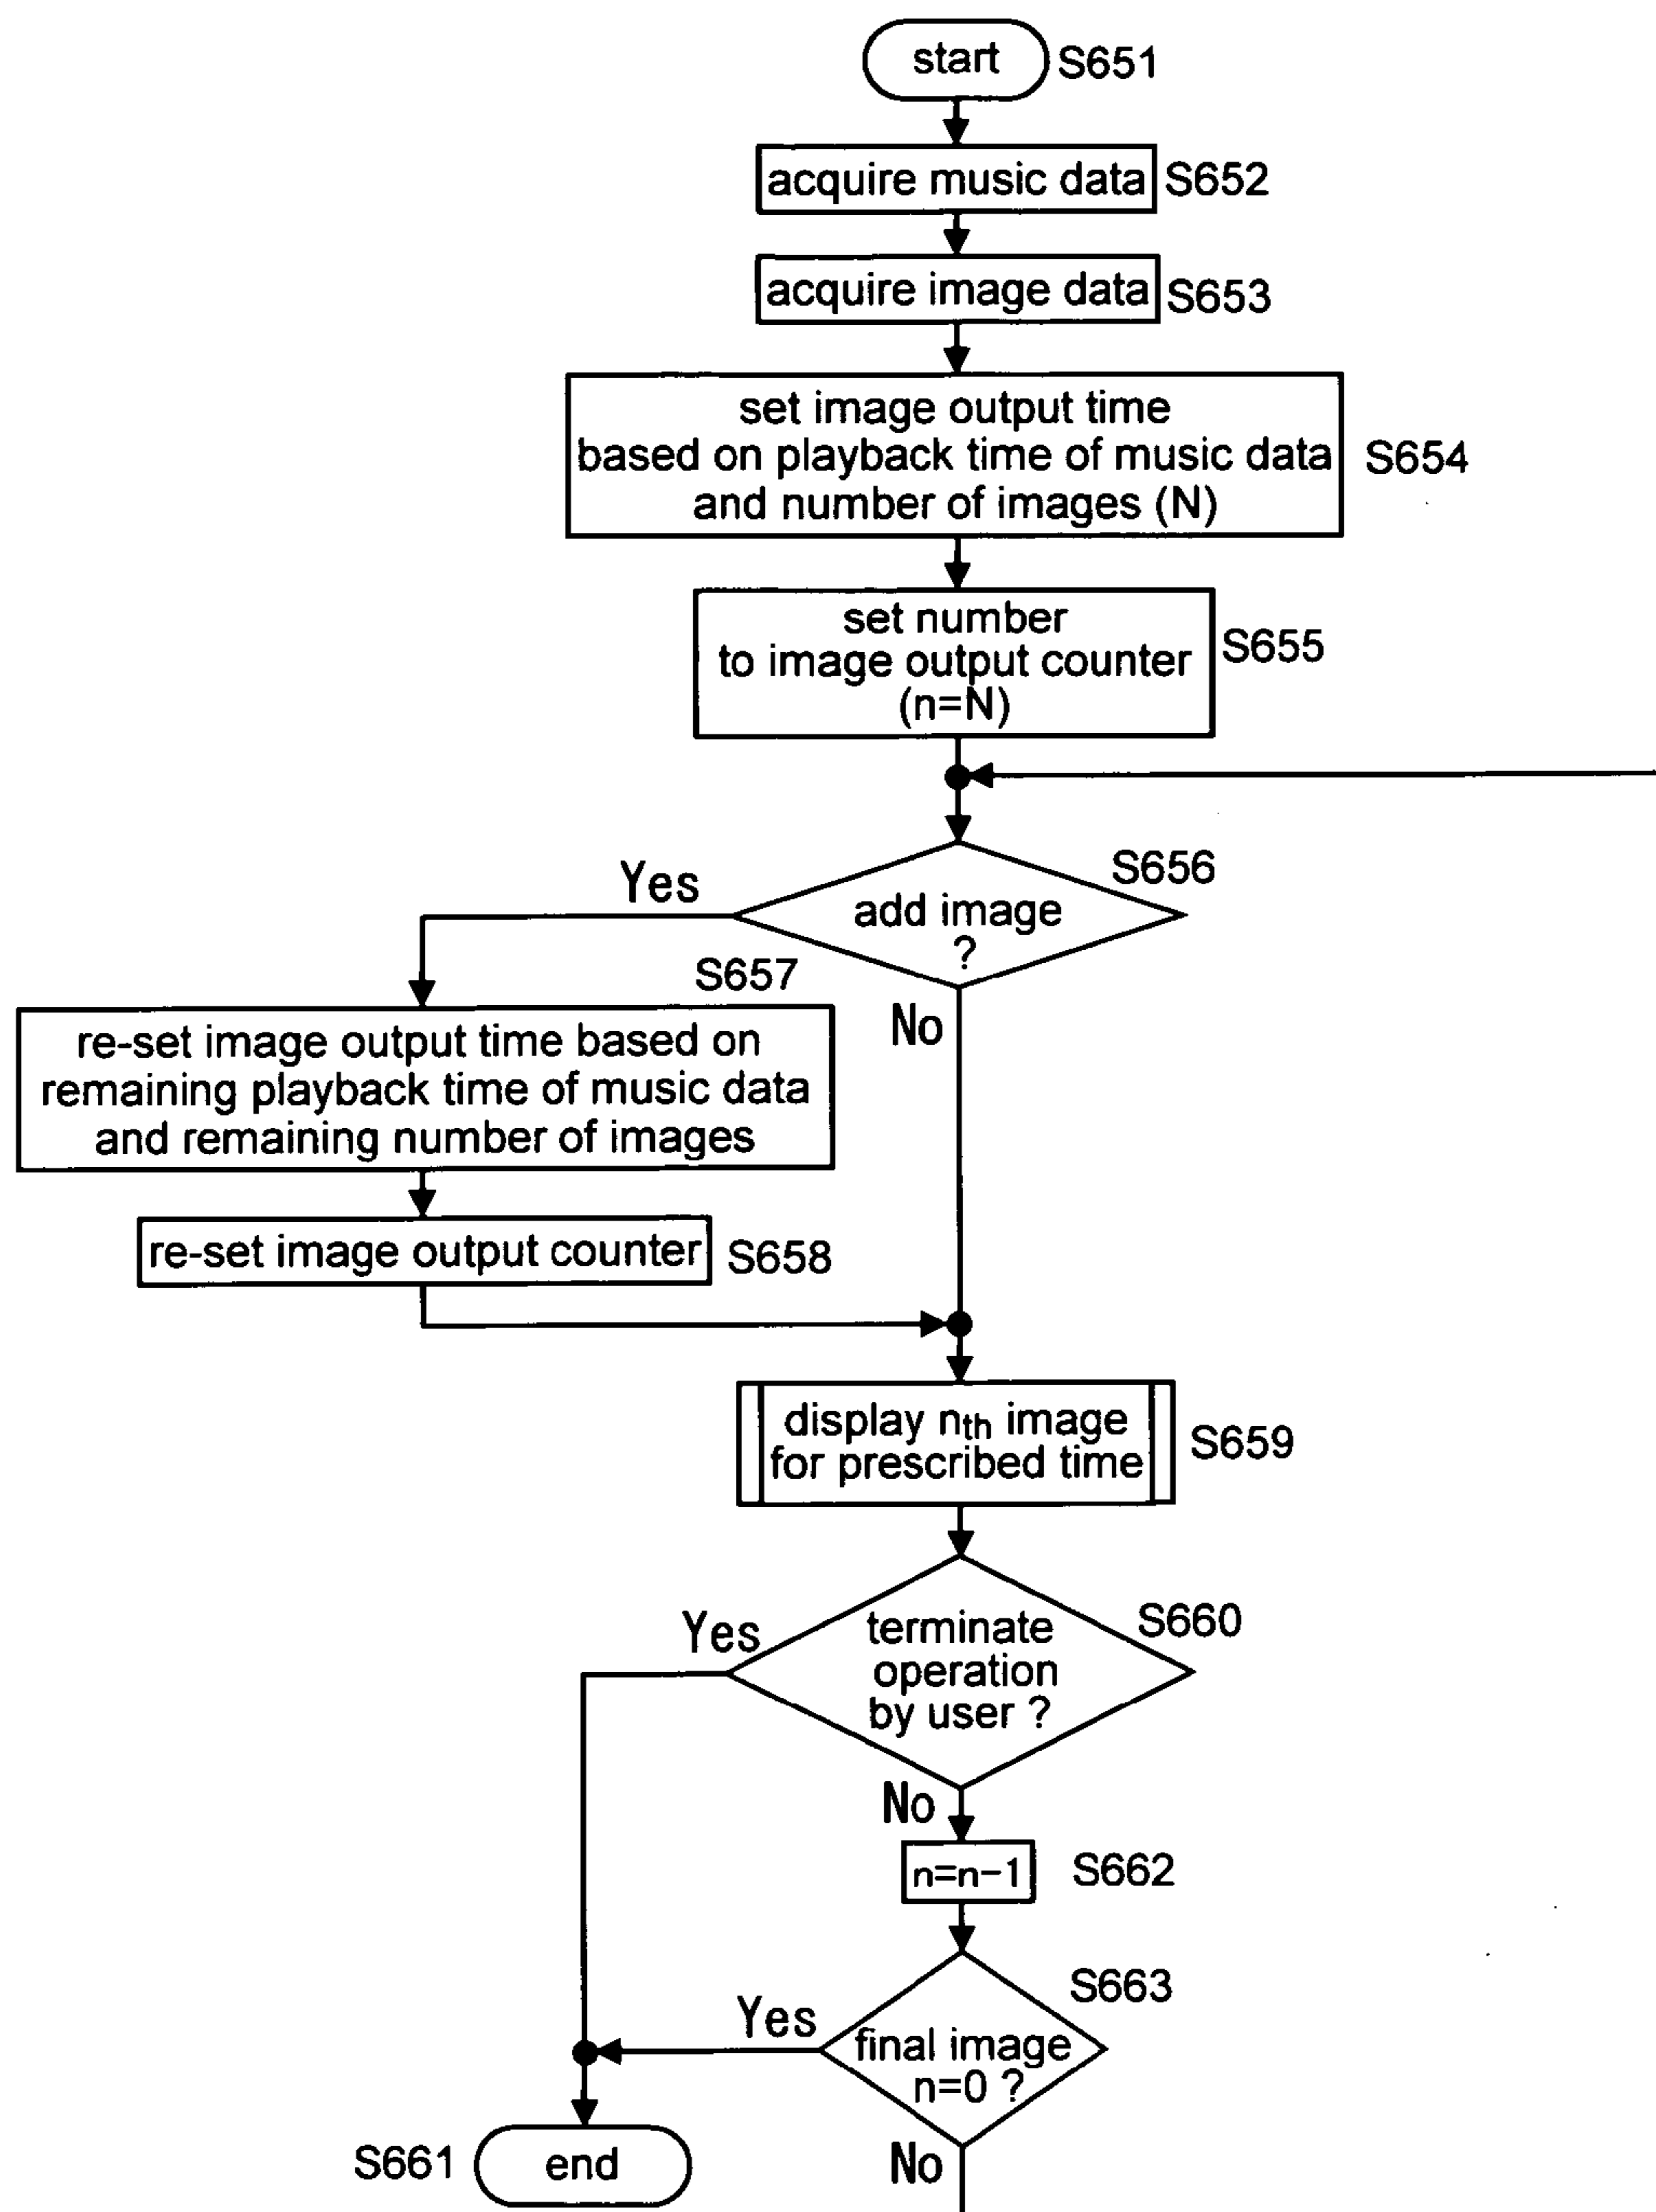 start S651
acquire music data S652
acquire image data S653
set image output time
based on playback time of music data
and number of images (N)
S654
set number
to image output counter
(n=N)
S655
S656
Yes
add image
?
No
S657
re-set image output time based on
remaining playback time of music data
and remaining number of images
re-set image output counter S658
display nth image
for prescribed time
S659
S660
Yes
terminate
operation
by user ?
No
n=n-1 S662
S663
Yes
final image
n=0 ?
No
S661 end